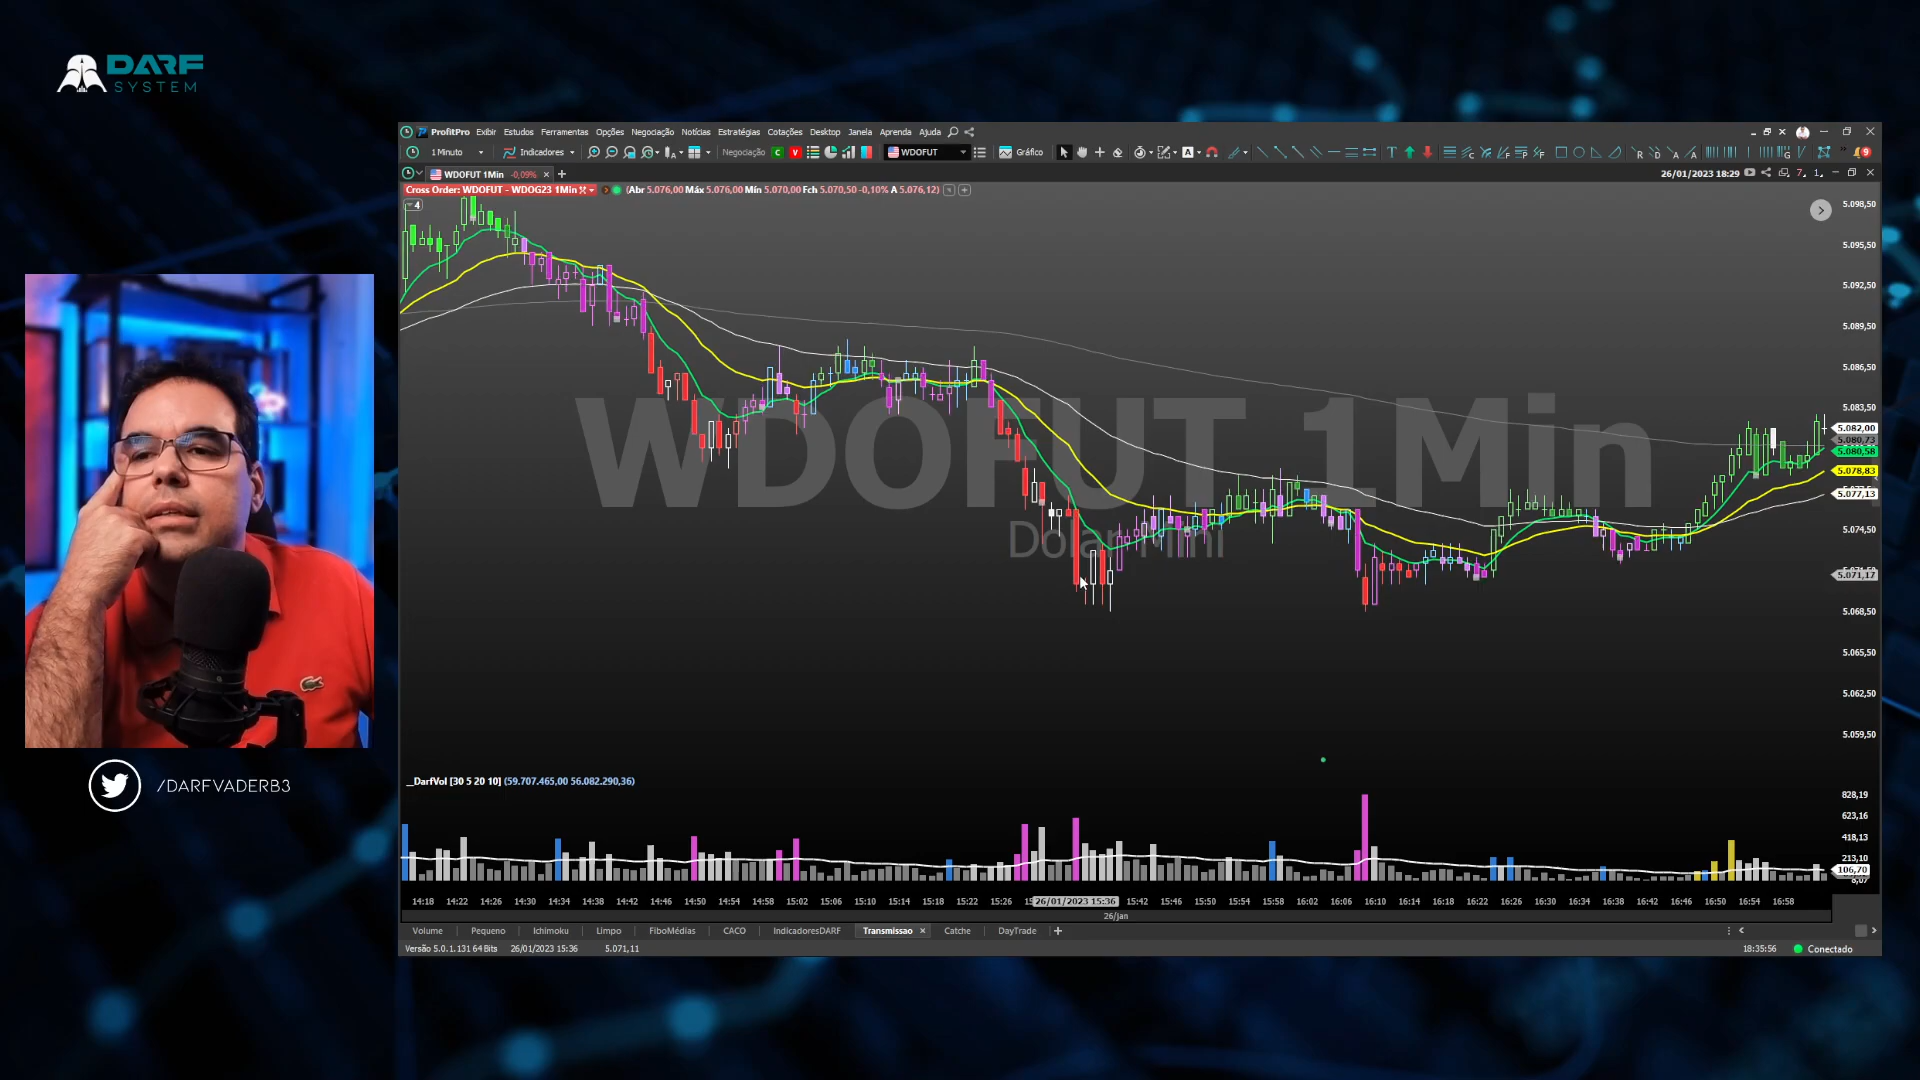 DARF
SYSTEM
ProfitPro Exibir Estudos Ferramentas Opções Negociação Notícias Estratégias Cotações Desktop Janela Aprenda Ajuda
1 Minuto Indicadores Negociação C V WDOFUT Gráfico
WDOFUT 1Min -0,09%
26/01/2023 18:29
Cross Order: WDOFUT - WDOG23 1Min (Abr 5.076,00 Máx 5.076,00 Mín 5.070,00 Fch 5.070,50 -0,10% A 5.076,12)
4
5.098,50
5.095,50
5.092,50
5.089,50
5.086,50
5.083,50
5.082,00
5.080,73
5.080,58
5.078,83
5.077,13
5.074,50
5.071,17
5.068,50
5.065,50
5.062,50
5.059,50
WDOFUT 1Min
Dolar Mini
/DARFVADERB3
__DarfVol [30 5 20 10] (59.707.465,00 56.082.290,36)
828,19
623,16
418,13
213,10
106,70
14:18 14:22 14:26 14:30 14:34 14:38 14:42 14:46 14:50 14:54 14:58 15:02 15:06 15:10 15:14 15:18 15:22 15:26 26/01/2023 15:36 15:42 15:46 15:50 15:54 15:58 16:02 16:06 16:10 16:14 16:18 16:22 16:26 16:30 16:34 16:38 16:42 16:46 16:50 16:54 16:58
26/jan
Volume Pequeno Ichimoku Limpo FiboMédias CACO IndicadoresDARF Transmissao Catche DayTrade
Versão 5.0.1.131 64 Bits 26/01/2023 15:36 5.071,11 18:35:56 Conectado